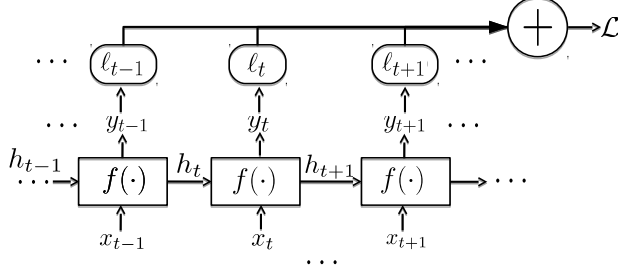 ℒ
⋯ ℓ_{t−1} ℓ_t ℓ_{t+1} ⋯
⋯ y_{t−1} y_t y_{t+1} ⋯
h_{t−1} h_t h_{t+1}
⋯ f(·) f(·) f(·) ⋯
x_{t−1} x_t x_{t+1}
⋯